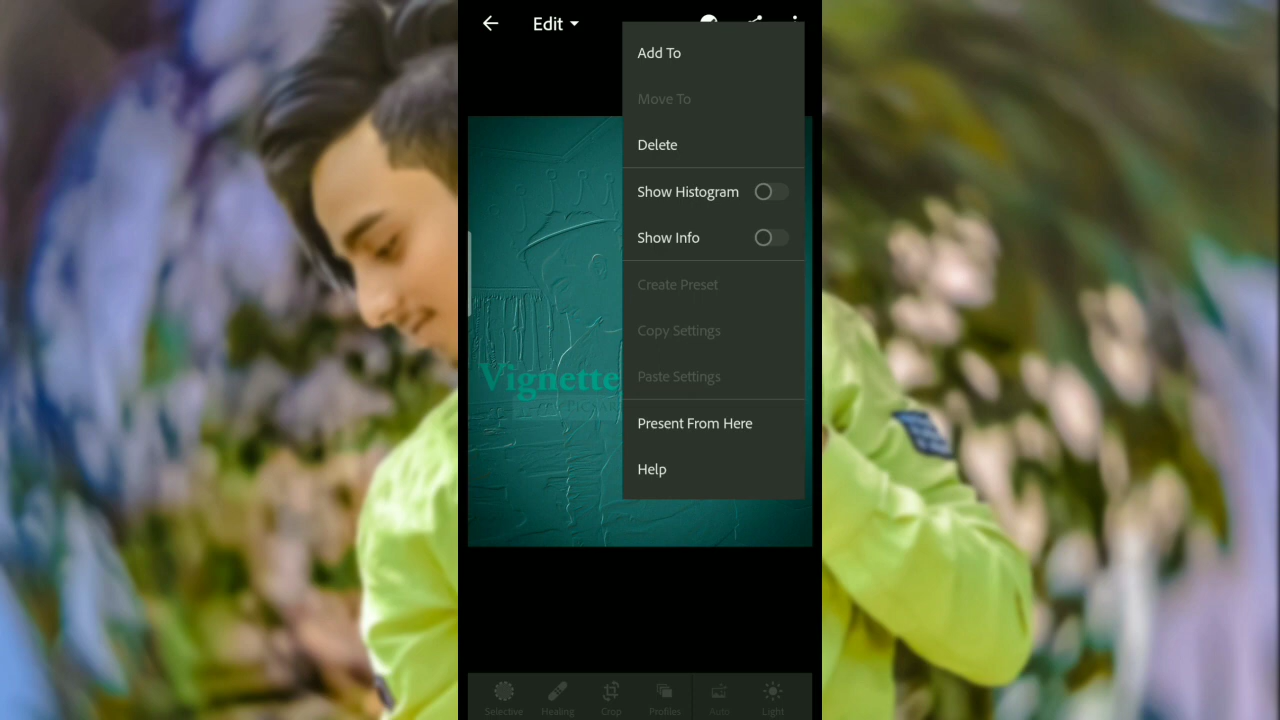 Edit
Add To
Move To
Delete
Show Histogram
Show Info
Create Preset
Copy Settings
Paste Settings
Vignette
Present From Here
Help
Selective
Healing
Crop
Profiles
Auto
Light